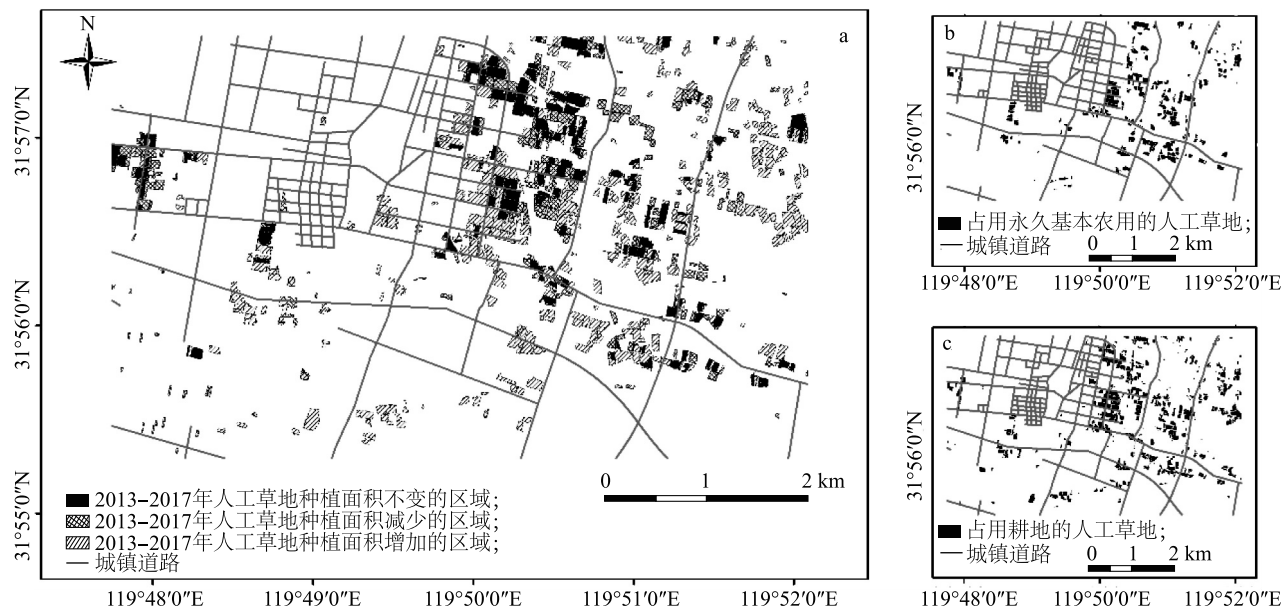 N
a
31°57′0″N
31°56′0″N
31°55′0″N
0 1 2 km
2013–2017年人工草地种植面积不变的区域;
2013–2017年人工草地种植面积减少的区域;
2013–2017年人工草地种植面积增加的区域;
城镇道路
119°48′0″E 119°49′0″E 119°50′0″E 119°51′0″E 119°52′0″E
b
31°56′0″N
占用永久基本农用的人工草地;
城镇道路
0 1 2 km
119°48′0″E 119°50′0″E 119°52′0″E
c
31°56′0″N
占用耕地的人工草地;
城镇道路
0 1 2 km
119°48′0″E 119°50′0″E 119°52′0″E